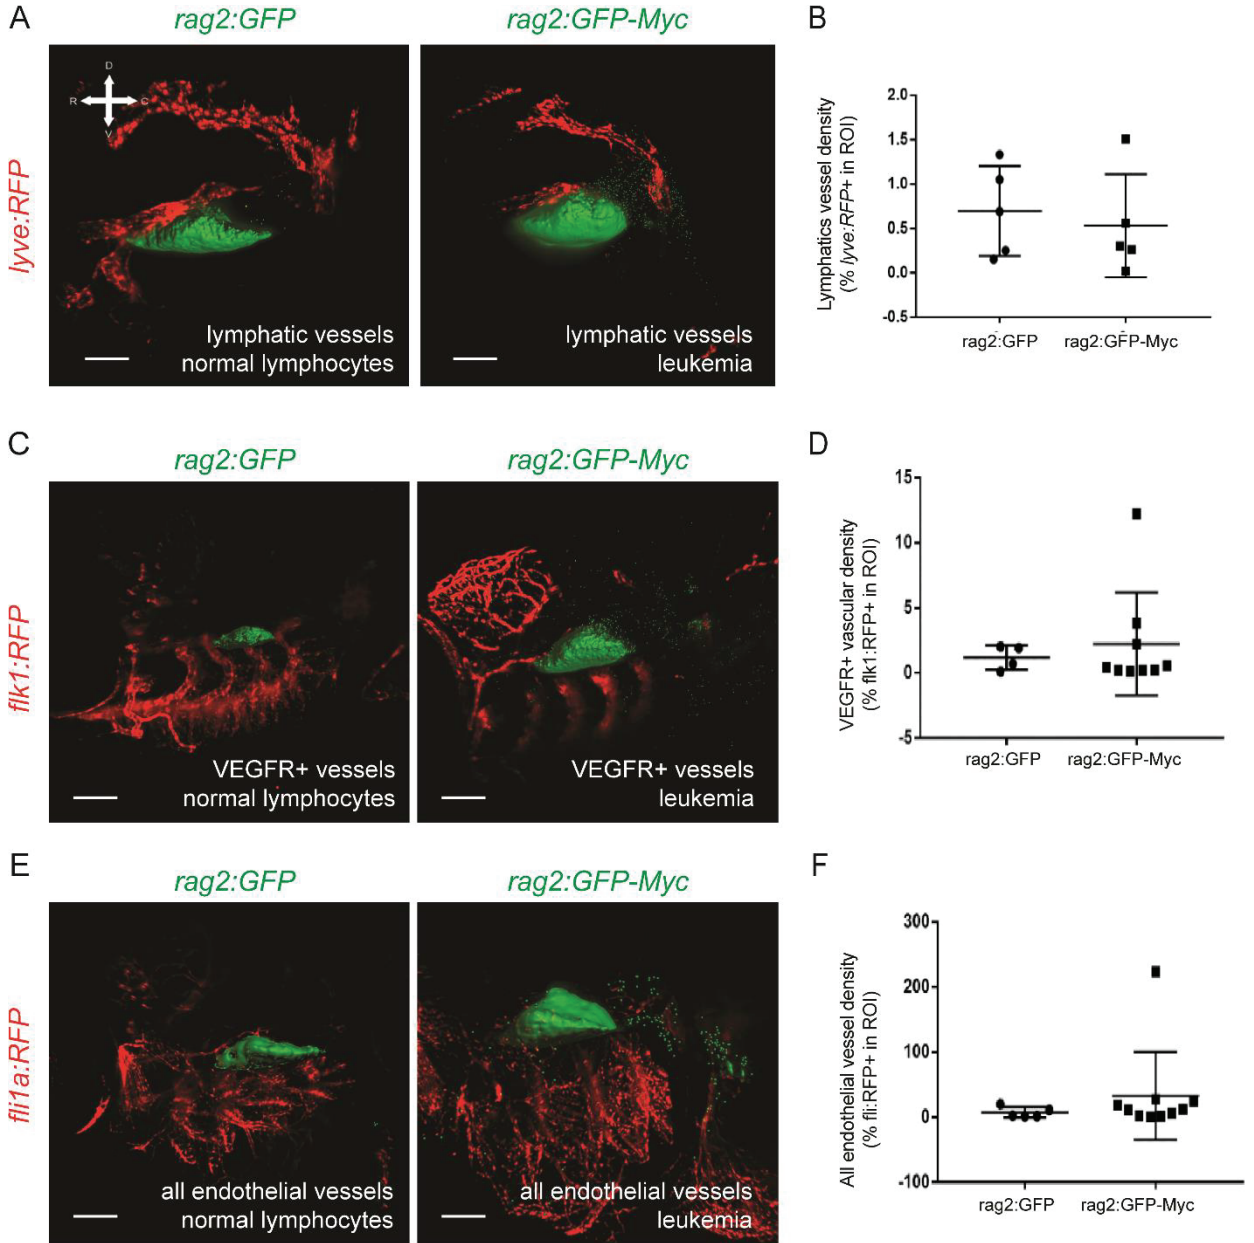 A
rag2:GFP
rag2:GFP-Myc
lyve:RFP
D
R
C
V
lymphatic vessels
normal lymphocytes
lymphatic vessels
leukemia
B
Lymphatics vessel density
(% lyve:RFP+ in ROI)
2.0
1.5
1.0
0.5
0.0
-0.5
rag2:GFP
rag2:GFP-Myc
C
rag2:GFP
rag2:GFP-Myc
flk1:RFP
VEGFR+ vessels
normal lymphocytes
VEGFR+ vessels
leukemia
D
VEGFR+ vascular density
(% flk1:RFP+ in ROI)
15
10
5
0
-5
rag2:GFP
rag2:GFP-Myc
E
rag2:GFP
rag2:GFP-Myc
fli1a:RFP
all endothelial vessels
normal lymphocytes
all endothelial vessels
leukemia
F
All endothelial vessel density
(% fli:RFP+ in ROI)
300
200
100
0
-100
rag2:GFP
rag2:GFP-Myc